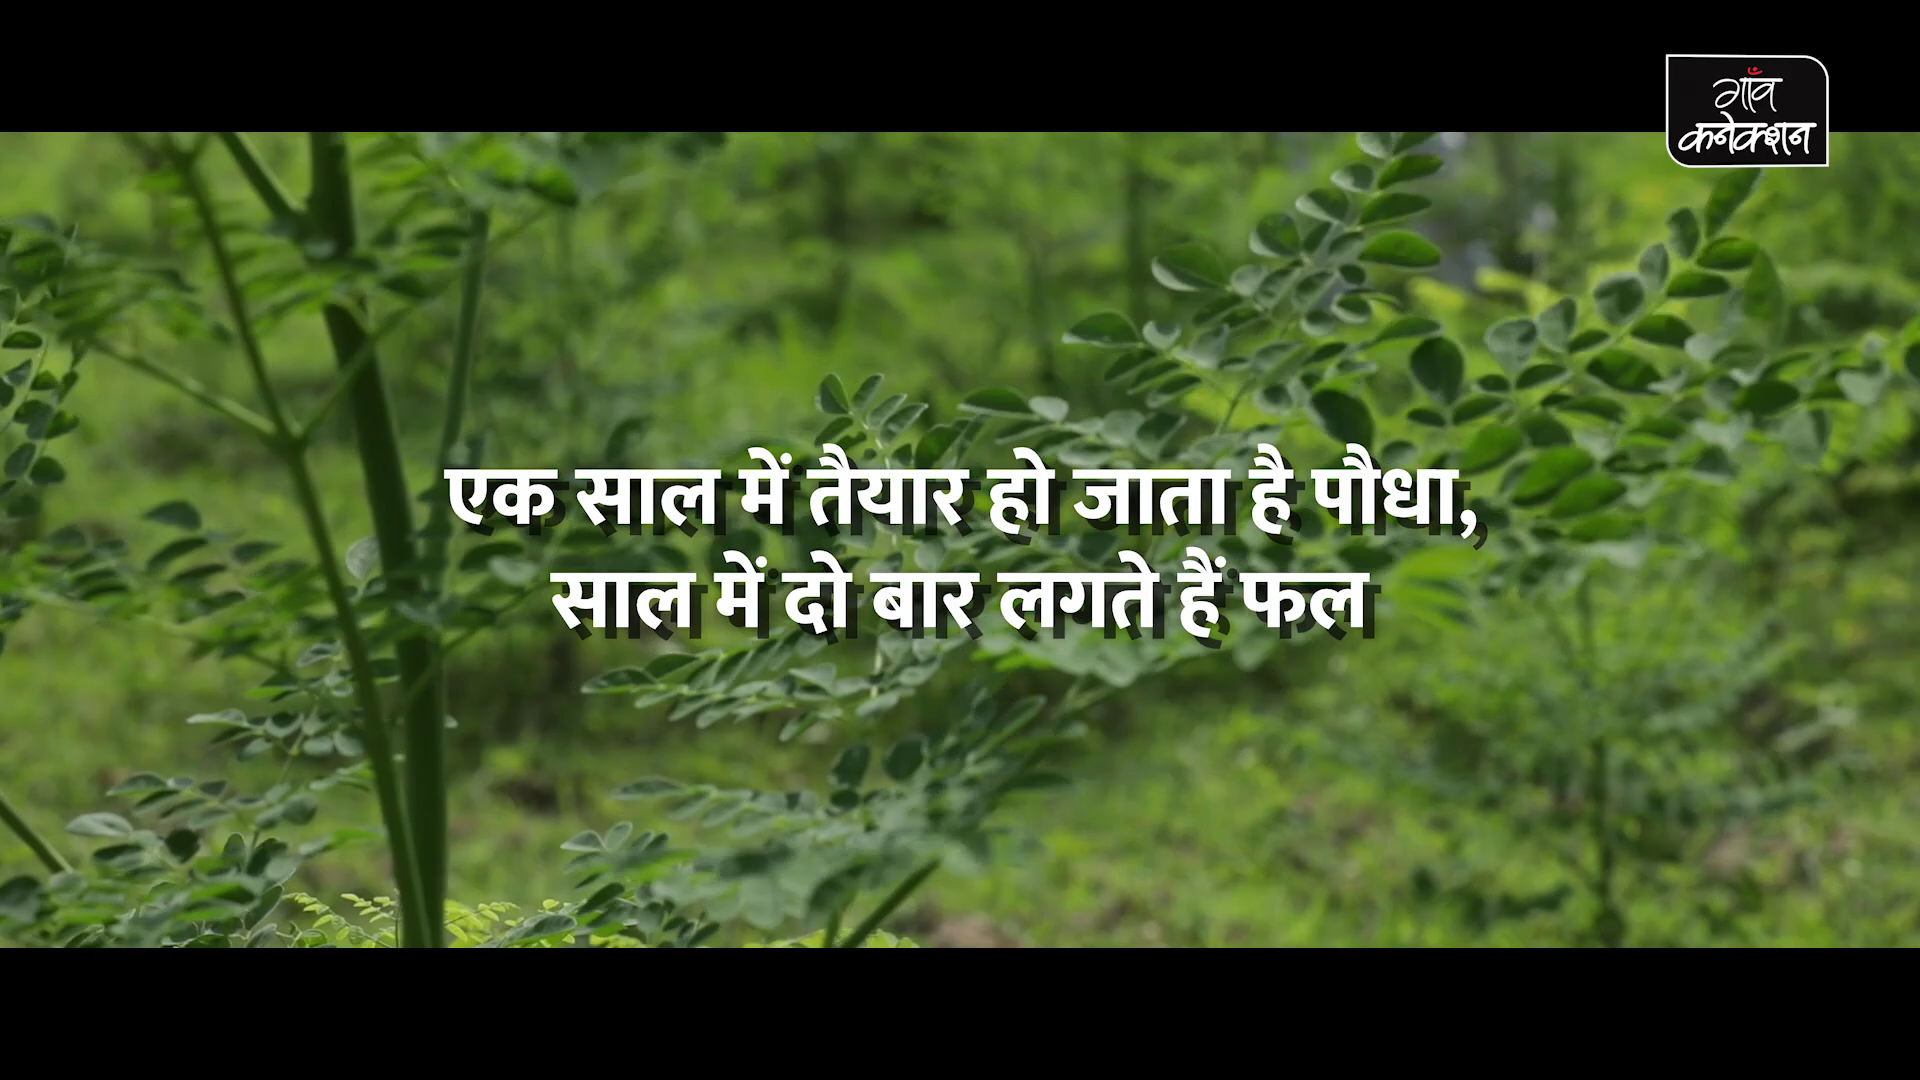 गाँव
कनेक्शन
एक साल में तैयार हो जाता है पौधा,
साल में दो बार लगते हैं फल